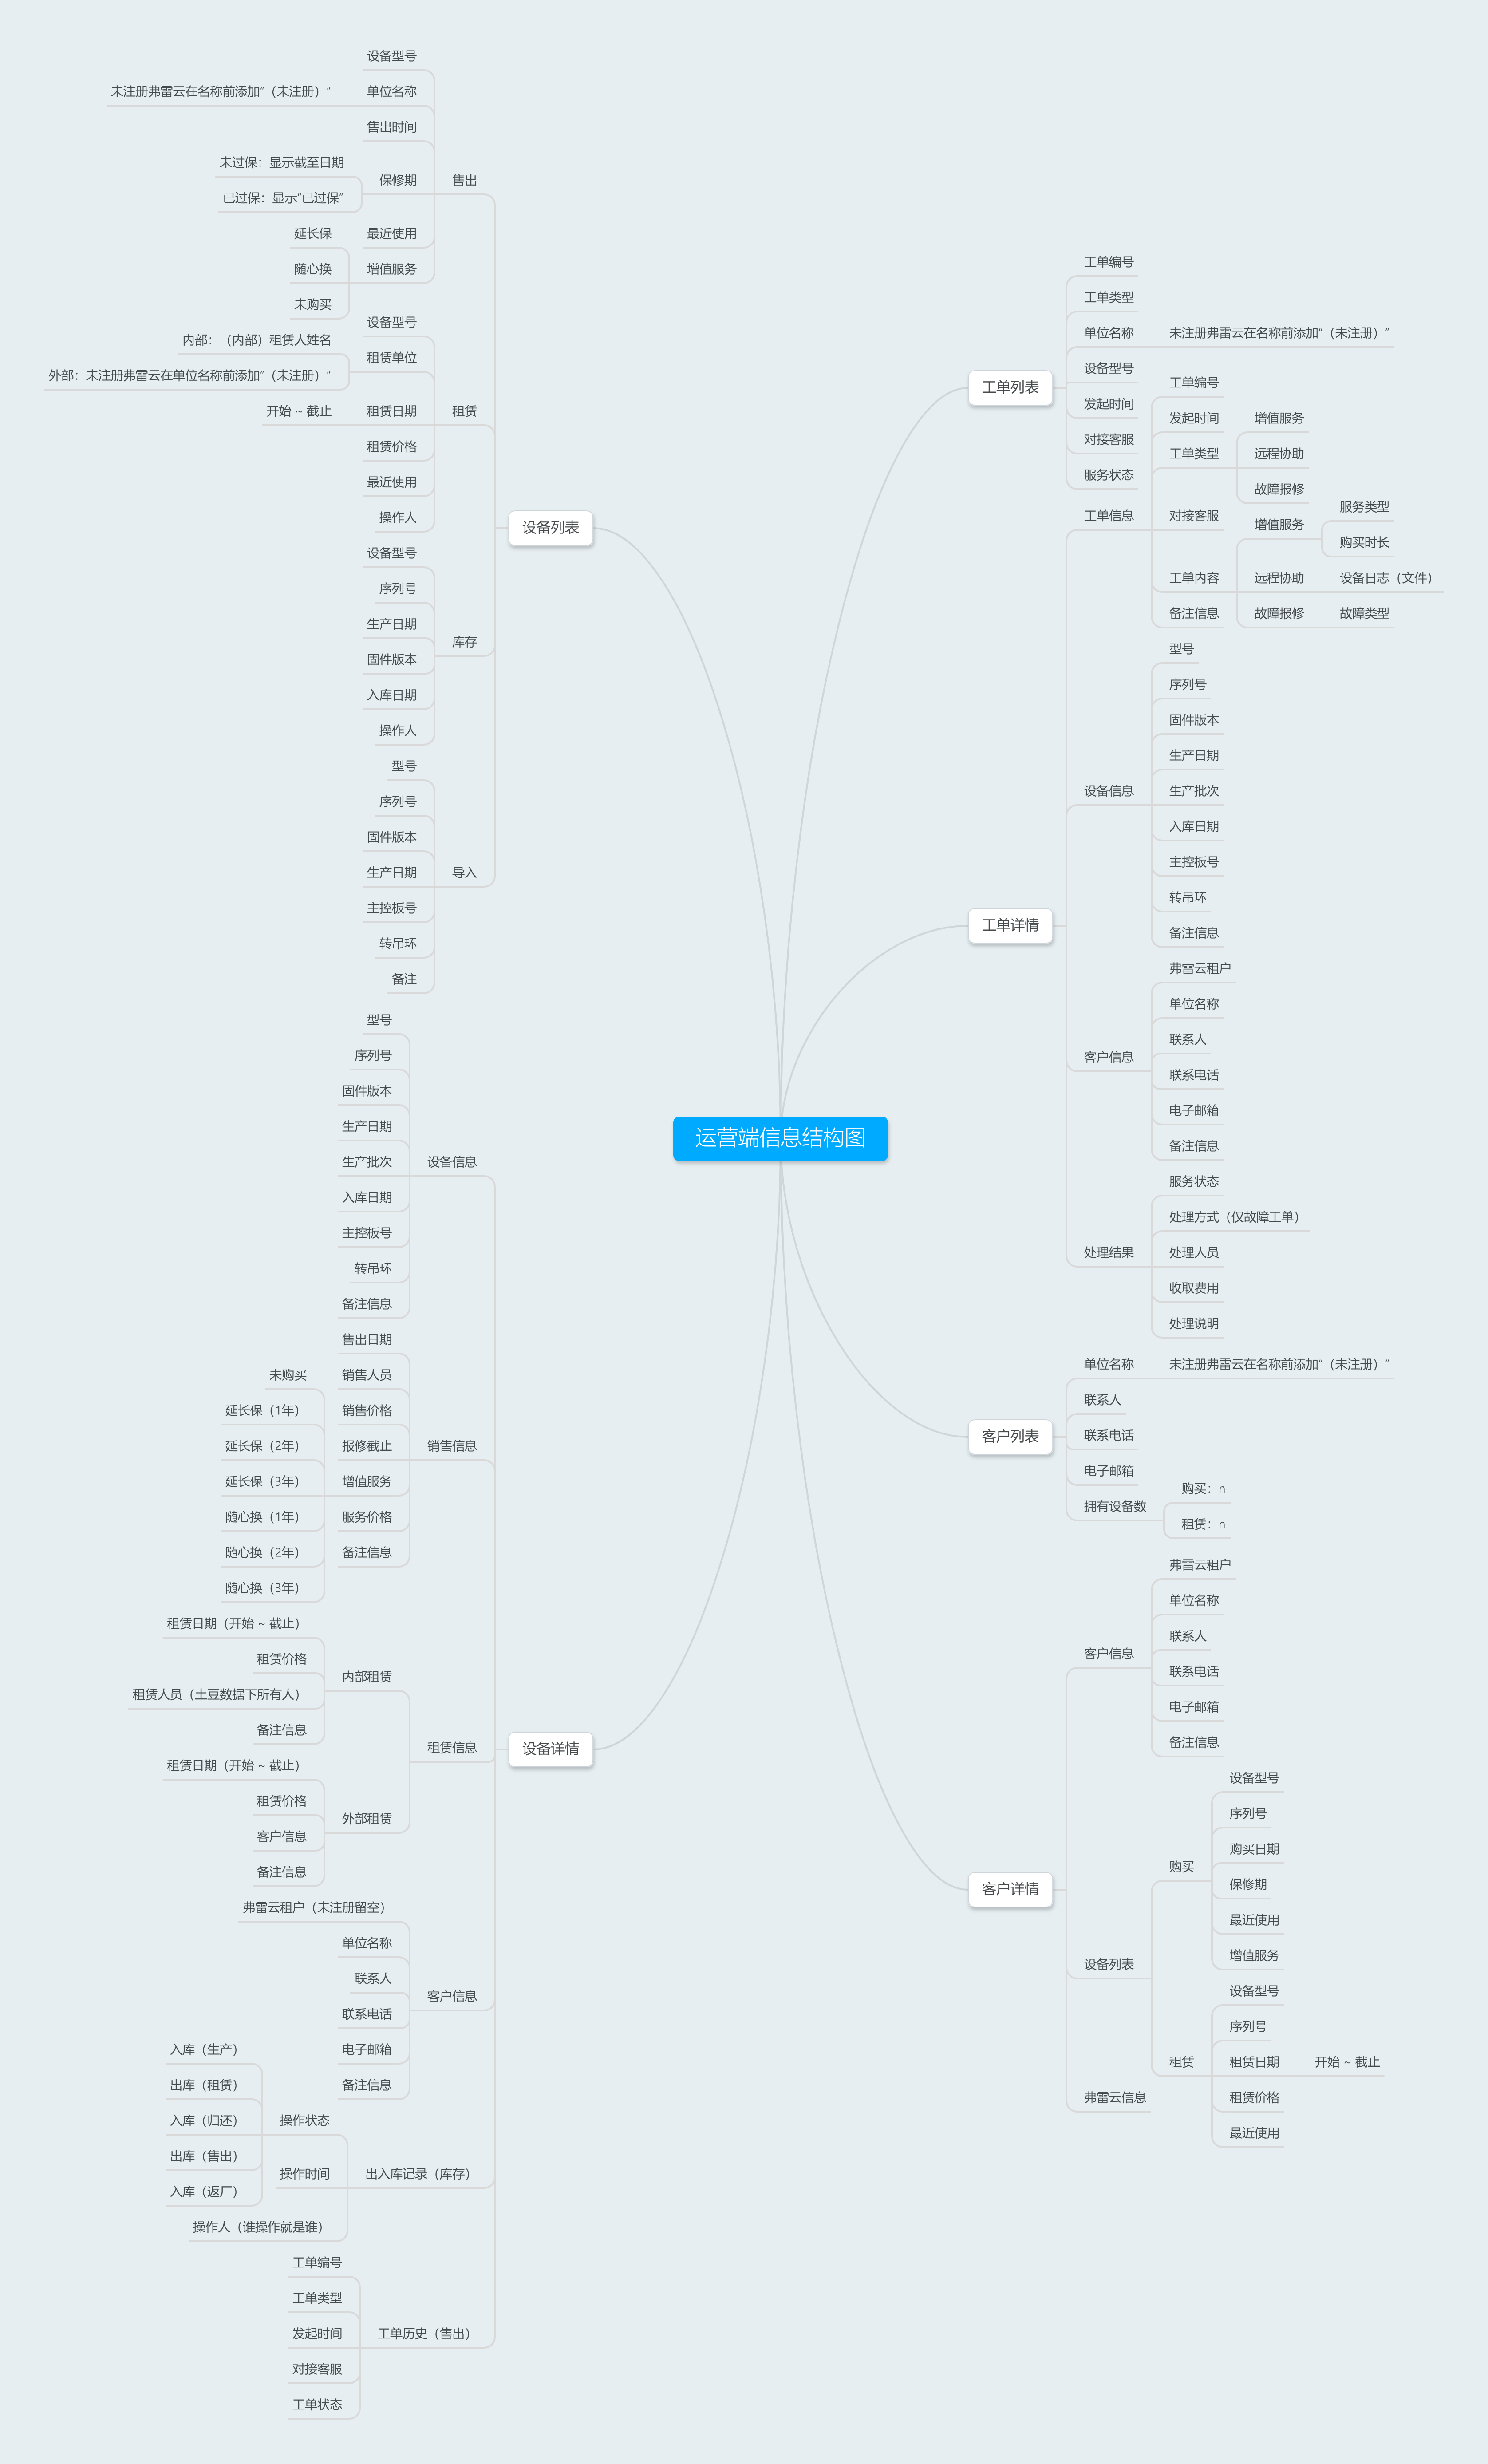 运营端信息结构图
工单列表
工单编号
工单类型
单位名称
未注册弗雷云在名称前添加“（未注册）”
设备型号
发起时间
对接客服
服务状态
工单详情
工单信息
工单编号
发起时间
工单类型
增值服务
远程协助
故障报修
对接客服
工单内容
增值服务
服务类型
购买时长
远程协助
设备日志（文件）
故障报修
故障类型
备注信息
设备信息
型号
序列号
固件版本
生产日期
生产批次
入库日期
主控板号
转吊环
备注信息
客户信息
弗雷云租户
单位名称
联系人
联系电话
电子邮箱
备注信息
处理结果
服务状态
处理方式（仅故障工单）
处理人员
收取费用
处理说明
客户列表
单位名称
未注册弗雷云在名称前添加“（未注册）”
联系人
联系电话
电子邮箱
拥有设备数
购买：n
租赁：n
客户详情
客户信息
弗雷云租户
单位名称
联系人
联系电话
电子邮箱
备注信息
设备列表
购买
设备型号
序列号
购买日期
保修期
最近使用
增值服务
租赁
设备型号
序列号
租赁日期
开始 ~ 截止
租赁价格
最近使用
弗雷云信息
设备列表
售出
设备型号
单位名称
未注册弗雷云在名称前添加“（未注册）”
售出时间
保修期
未过保：显示截至日期
已过保：显示“已过保”
最近使用
增值服务
延长保
随心换
未购买
租赁
设备型号
租赁单位
内部：（内部）租赁人姓名
外部：未注册弗雷云在单位名称前添加“（未注册）”
租赁日期
开始 ~ 截止
租赁价格
最近使用
操作人
库存
设备型号
序列号
生产日期
固件版本
入库日期
操作人
导入
型号
序列号
固件版本
生产日期
主控板号
转吊环
备注
设备详情
设备信息
型号
序列号
固件版本
生产日期
生产批次
入库日期
主控板号
转吊环
备注信息
销售信息
售出日期
销售人员
销售价格
报修截止
增值服务
未购买
延长保（1年）
延长保（2年）
延长保（3年）
随心换（1年）
随心换（2年）
随心换（3年）
服务价格
备注信息
租赁信息
内部租赁
租赁日期（开始 ~ 截止）
租赁价格
租赁人员（土豆数据下所有人）
备注信息
外部租赁
租赁日期（开始 ~ 截止）
租赁价格
客户信息
备注信息
客户信息
弗雷云租户（未注册留空）
单位名称
联系人
联系电话
电子邮箱
备注信息
出入库记录（库存）
操作状态
入库（生产）
出库（租赁）
入库（归还）
出库（售出）
入库（返厂）
操作时间
操作人（谁操作就是谁）
工单历史（售出）
工单编号
工单类型
发起时间
对接客服
工单状态